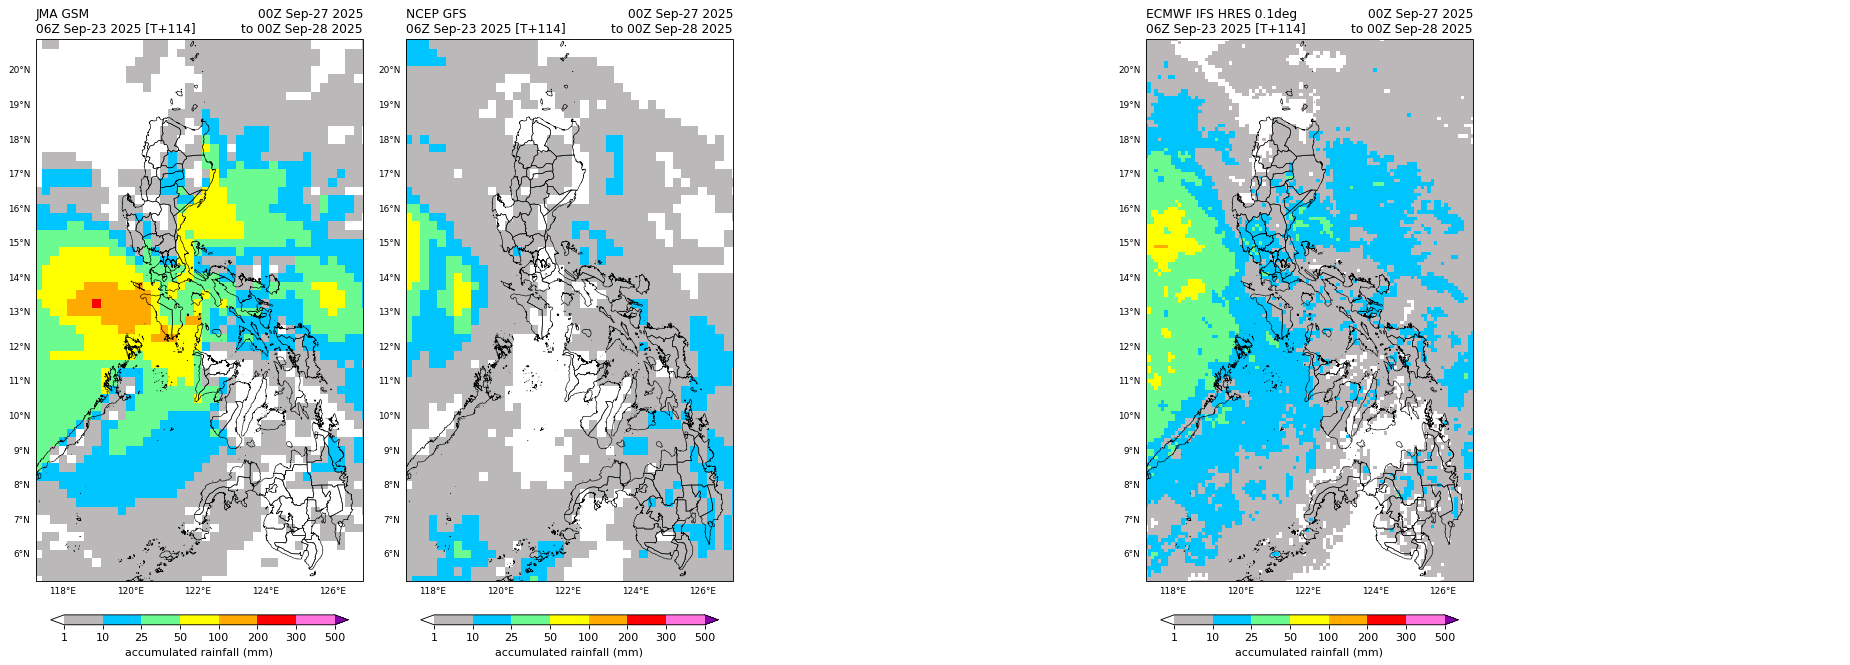 JMA GSM 00Z Sep-27 2025
06Z Sep-23 2025 [T+114] to 00Z Sep-28 2025
20°N
19°N
18°N
17°N
16°N
15°N
14°N
13°N
12°N
11°N
10°N
9°N
8°N
7°N
6°N
118°E 120°E 122°E 124°E 126°E
1 10 25 50 100 200 300 500
accumulated rainfall (mm)
NCEP GFS 00Z Sep-27 2025
06Z Sep-23 2025 [T+114] to 00Z Sep-28 2025
20°N
19°N
18°N
17°N
16°N
15°N
14°N
13°N
12°N
11°N
10°N
9°N
8°N
7°N
6°N
118°E 120°E 122°E 124°E 126°E
1 10 25 50 100 200 300 500
accumulated rainfall (mm)
ECMWF IFS HRES 0.1deg 00Z Sep-27 2025
06Z Sep-23 2025 [T+114] to 00Z Sep-28 2025
20°N
19°N
18°N
17°N
16°N
15°N
14°N
13°N
12°N
11°N
10°N
9°N
8°N
7°N
6°N
118°E 120°E 122°E 124°E 126°E
1 10 25 50 100 200 300 500
accumulated rainfall (mm)